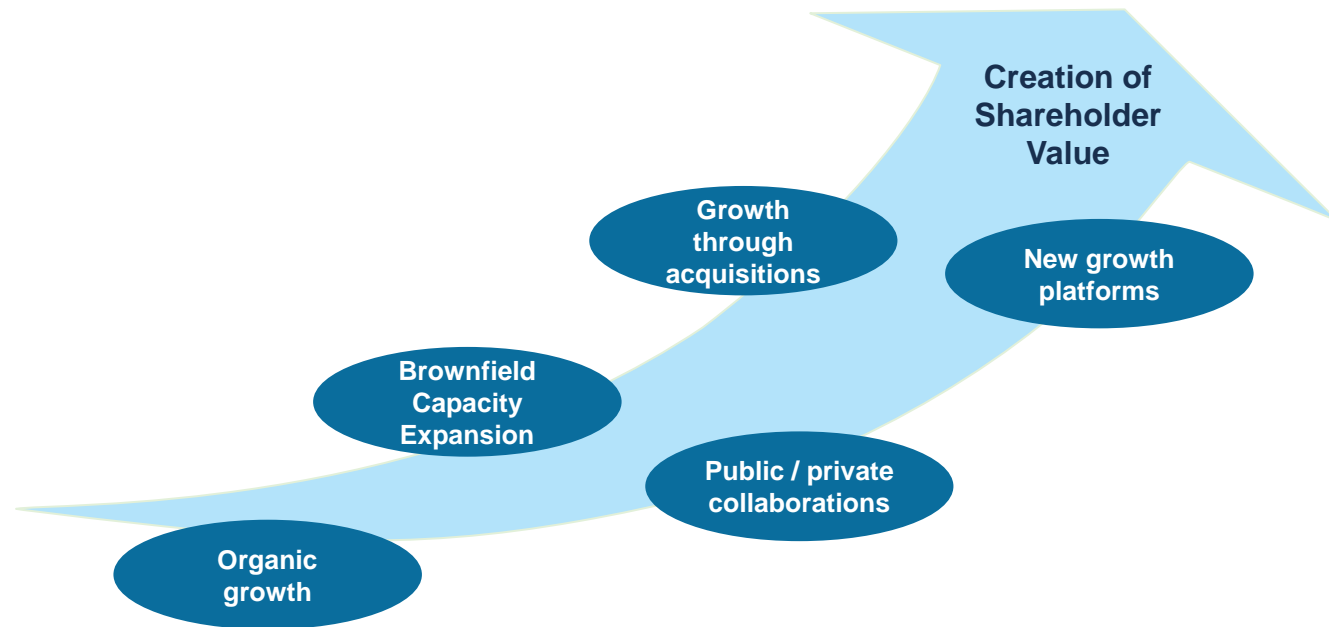 Creation of
Shareholder
Value
Growth
through
acquisitions
New growth
platforms
Brownfield
Capacity
Expansion
Public / private
collaborations
Organic
growth